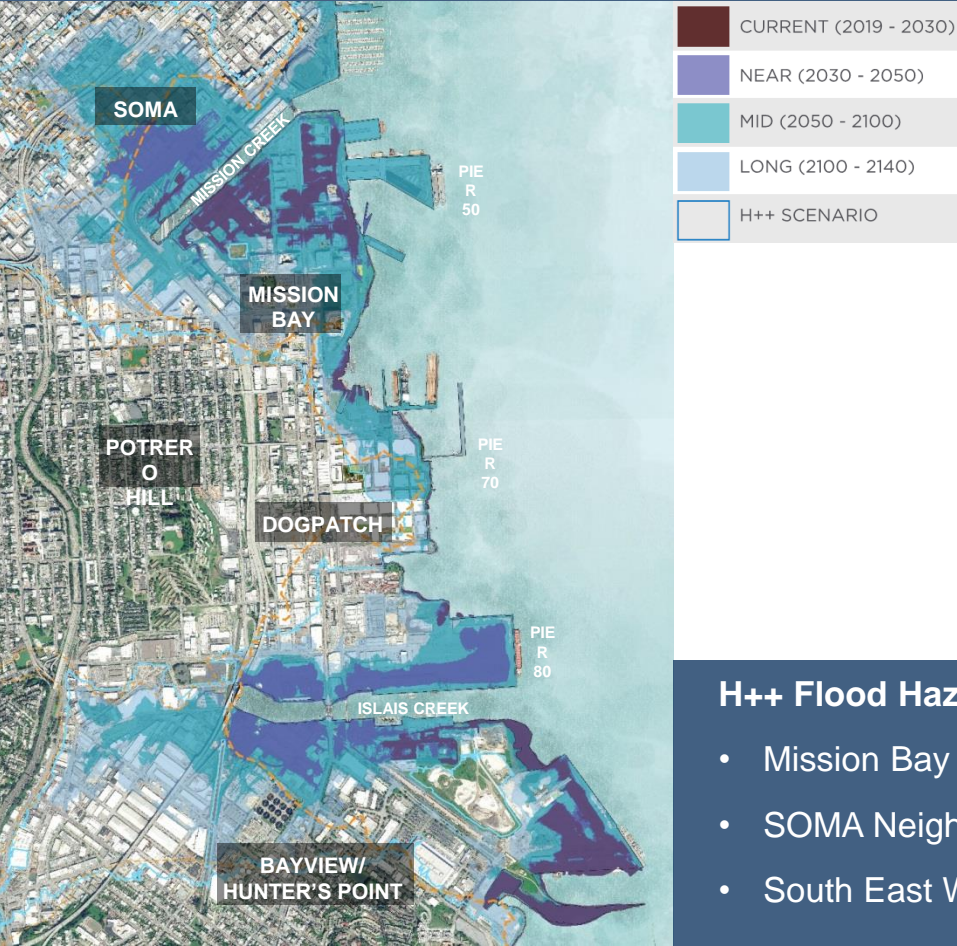 CURRENT (2019 - 2030)
NEAR (2030 - 2050)
MID (2050 - 2100)
LONG (2100 - 2140)
H++ SCENARIO
SOMA
MISSION CREEK
PIE
R
50
MISSION
BAY
POTRER
O
HILL
PIE
R
70
DOGPATCH
PIE
R
80
ISLAIS CREEK
BAYVIEW/
HUNTER'S POINT
H++ Flood Haz
• Mission Bay
• SOMA Neigh
• South East W